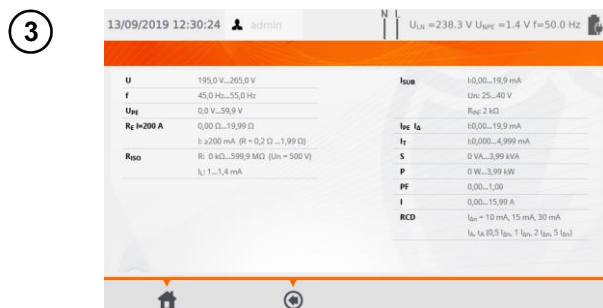 3
13/09/2019 12:30:24 admin
N L
U_LN =238.3 V U_NPE =1.4 V f=50.0 Hz
U 195,0 V...265,0 V
f 45,0 Hz...55,0 Hz
U_PE 0,0 V...59,9 V
R_E I=200 A 0,00 Ω...19,99 Ω
I: ≥200 mA (R = 0,2 Ω ...1,99 Ω)
R_ISO R: 0 kΩ...599,9 MΩ (Un = 500 V)
I_L: 1...1,4 mA
I_SUB I:0,00...19,9 mA
Un: 25...40 V
2 kΩ
I_PE I_Δ I:0,00...19,9 mA
I_T I:0,000...4,999 mA
S 0 VA...3,99 kVA
P 0 W...3,99 kW
PF 0,00...1,00
I 0,00...15,99 A
RCD I_Δn = 10 mA, 15 mA, 30 mA
I_A, t_A (0,5 I_Δn, 1 I_Δn, 2 I_Δn, 5 I_Δn)